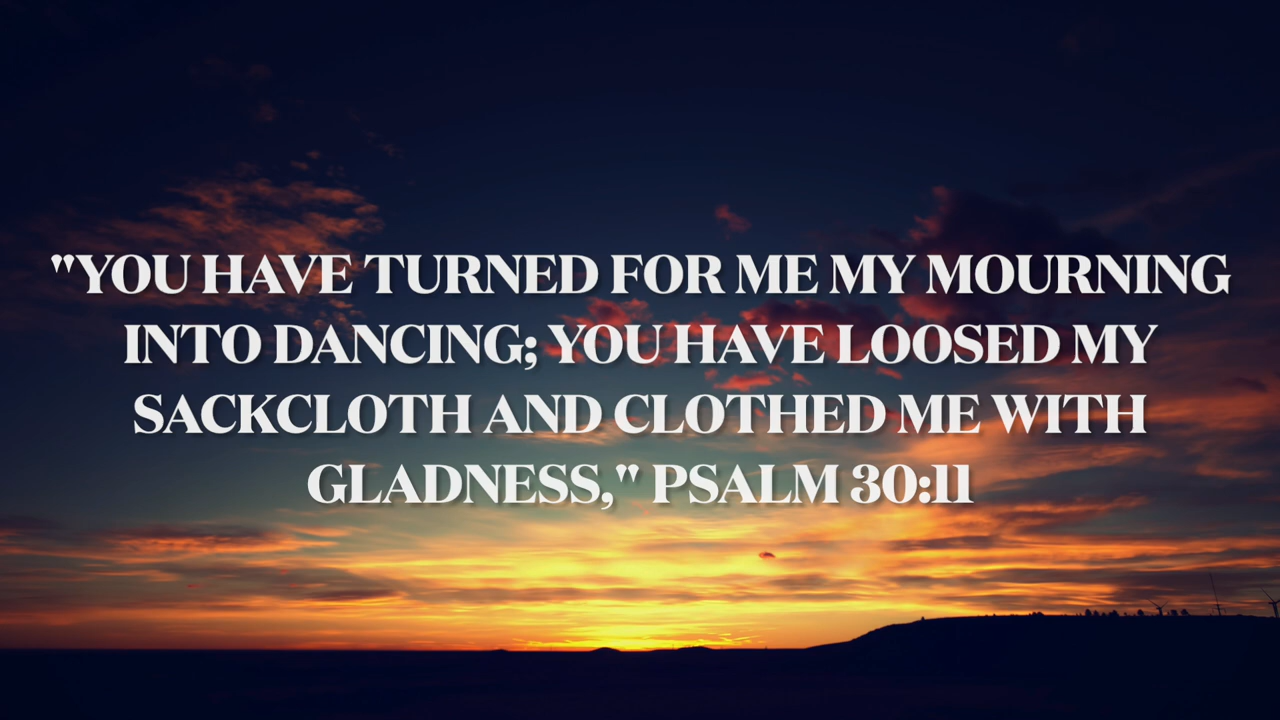 "YOU HAVE TURNED FOR ME MY MOURNING
INTO DANCING; YOU HAVE LOOSED MY
SACKCLOTH AND CLOTHED ME WITH
GLADNESS," PSALM 30:11